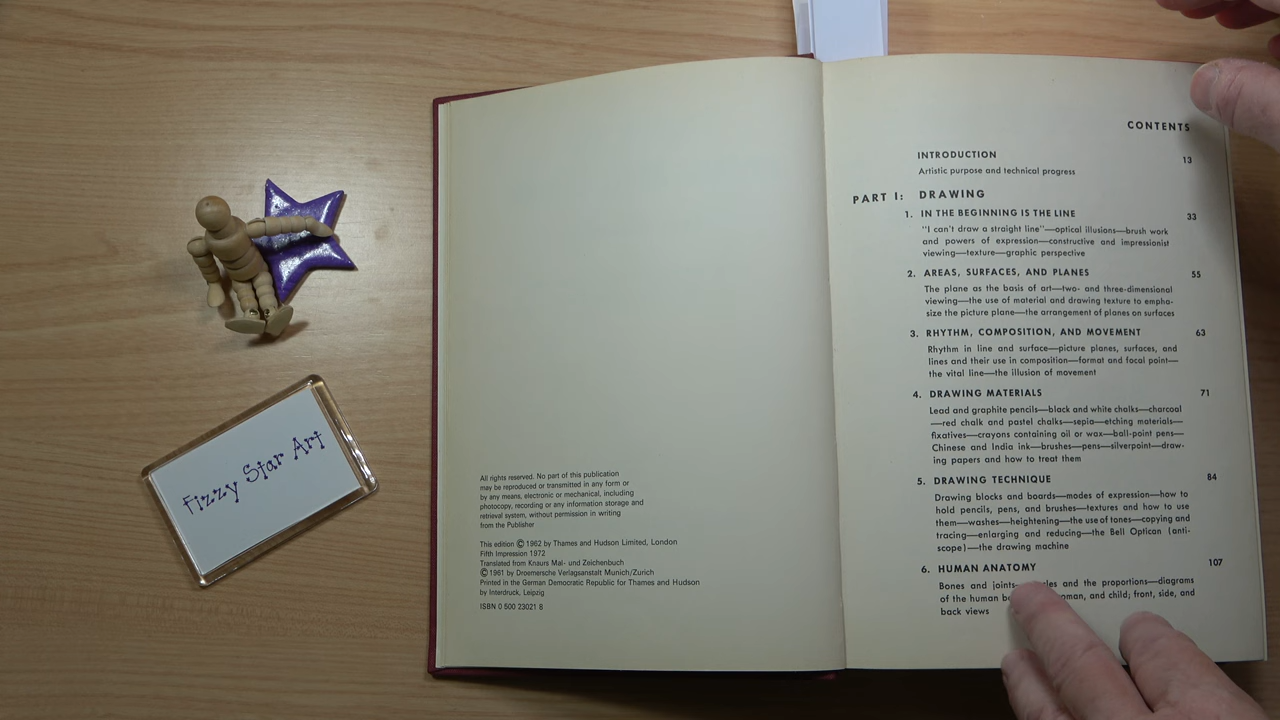 Fizzy Star Art
All rights reserved. No part of this publication
may be reproduced or transmitted in any form or
by any means, electronic or mechanical, including
photocopy, recording or any information storage and
retrieval system, without permission in writing
from the Publisher
This edition © 1962 by Thames and Hudson Limited, London
Fifth Impression 1972
Translated from Knaurs Mal- und Zeichenbuch
© 1961 by Droemersche Verlagsanstalt Munich/Zurich
Printed in the German Democratic Republic for Thames and Hudson
by Interdruck, Leipzig
ISBN 0 500 23021 8
CONTENTS
INTRODUCTION 13
Artistic purpose and technical progress
PART I: DRAWING
1. IN THE BEGINNING IS THE LINE 33
"I can't draw a straight line"—optical illusions—brush work
and powers of expression—constructive and impressionist
viewing—texture—graphic perspective
2. AREAS, SURFACES, AND PLANES 55
The plane as the basis of art—two- and three-dimensional
viewing—the use of material and drawing texture to empha-
size the picture plane—the arrangement of planes on surfaces
3. RHYTHM, COMPOSITION, AND MOVEMENT 63
Rhythm in line and surface—picture planes, surfaces, and
lines and their use in composition—format and focal point—
the vital line—the illusion of movement
4. DRAWING MATERIALS 71
Lead and graphite pencils—black and white chalks—charcoal
—red chalk and pastel chalks—sepia—etching materials—
fixatives—crayons containing oil or wax—ball-point pens—
Chinese and India ink—brushes—pens—silverpoint—draw-
ing papers and how to treat them
5. DRAWING TECHNIQUE 84
Drawing blocks and boards—modes of expression—how to
hold pencils, pens, and brushes—textures and how to use
them—washes—heightening—the use of tones—copying and
tracing—enlarging and reducing—the Bell Optican (anti-
scope)—the drawing machine
6. HUMAN ANATOMY 107
Bones and joints— and the proportions—diagrams
of the human and child; front, side, and
back views